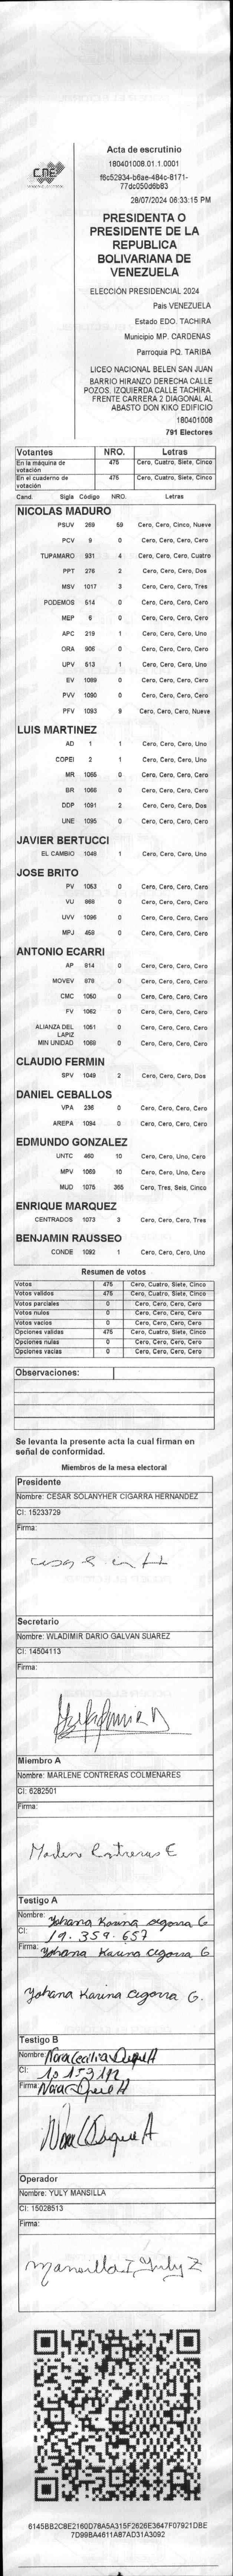 CNE
Acta de escrutinio
180401008.01.1.0001
f6c52934-b6ae-484c-8171-
77dc050d6b83
28/07/2024 06:33:15 PM
PRESIDENTA O
PRESIDENTE DE LA
REPUBLICA
BOLIVARIANA DE
VENEZUELA
ELECCIÓN PRESIDENCIAL 2024
Pais VENEZUELA
Estado EDO. TACHIRA
Municipio MP. CARDENAS
Parroquia PQ. TARIBA
LICEO NACIONAL BELEN SAN JUAN
BARRIO HIRANZO DERECHA CALLE
POZOS. IZQUIERDA CALLE TACHIRA.
FRENTE CARRERA 2 DIAGONAL AL
ABASTO DON KIKO EDIFICIO
180401008
791 Electores
Votantes NRO. Letras
En la máquina de votación 475 Cero, Cuatro, Siete, Cinco
En el cuaderno de votación 475 Cero, Cuatro, Siete, Cinco
Cand. Sigla Código NRO. Letras
NICOLAS MADURO
PSUV 269 59 Cero, Cero, Cinco, Nueve
PCV 9 0 Cero, Cero, Cero, Cero
TUPAMARO 931 4 Cero, Cero, Cero, Cuatro
PPT 276 2 Cero, Cero, Cero, Dos
MSV 1017 3 Cero, Cero, Cero, Tres
PODEMOS 514 0 Cero, Cero, Cero, Cero
MEP 6 0 Cero, Cero, Cero, Cero
APC 219 1 Cero, Cero, Cero, Uno
ORA 906 0 Cero, Cero, Cero, Cero
UPV 513 1 Cero, Cero, Cero, Uno
EV 1089 0 Cero, Cero, Cero, Cero
PVV 1090 0 Cero, Cero, Cero, Cero
PFV 1093 9 Cero, Cero, Cero, Nueve
LUIS MARTINEZ
AD 1 1 Cero, Cero, Cero, Uno
COPEI 2 1 Cero, Cero, Cero, Uno
MR 1065 0 Cero, Cero, Cero, Cero
BR 1066 0 Cero, Cero, Cero, Cero
DDP 1091 2 Cero, Cero, Cero, Dos
UNE 1095 0 Cero, Cero, Cero, Cero
JAVIER BERTUCCI
EL CAMBIO 1048 1 Cero, Cero, Cero, Uno
JOSE BRITO
PV 1053 0 Cero, Cero, Cero, Cero
VU 868 0 Cero, Cero, Cero, Cero
UVV 1096 0 Cero, Cero, Cero, Cero
MPJ 458 0 Cero, Cero, Cero, Cero
ANTONIO ECARRI
AP 814 0 Cero, Cero, Cero, Cero
MOVEV 878 0 Cero, Cero, Cero, Cero
CMC 1050 0 Cero, Cero, Cero, Cero
FV 1062 0 Cero, Cero, Cero, Cero
ALIANZA DEL LAPIZ 1051 0 Cero, Cero, Cero, Cero
MIN UNIDAD 1068 0 Cero, Cero, Cero, Cero
CLAUDIO FERMIN
SPV 1049 2 Cero, Cero, Cero, Dos
DANIEL CEBALLOS
VPA 236 0 Cero, Cero, Cero, Cero
AREPA 1094 0 Cero, Cero, Cero, Cero
EDMUNDO GONZALEZ
UNTC 460 10 Cero, Cero, Uno, Cero
MPV 1069 10 Cero, Cero, Uno, Cero
MUD 1075 365 Cero, Tres, Seis, Cinco
ENRIQUE MARQUEZ
CENTRADOS 1073 3 Cero, Cero, Cero, Tres
BENJAMIN RAUSSEO
CONDE 1092 1 Cero, Cero, Cero, Uno
Resumen de votos
Votos 475 Cero, Cuatro, Siete, Cinco
Votos validos 475 Cero, Cuatro, Siete, Cinco
Votos parciales 0 Cero, Cero, Cero, Cero
Votos nulos 0 Cero, Cero, Cero, Cero
Votos vacios 0 Cero, Cero, Cero, Cero
Opciones validas 475 Cero, Cuatro, Siete, Cinco
Opciones nulas 0 Cero, Cero, Cero, Cero
Opciones vacias 0 Cero, Cero, Cero, Cero
Observaciones:
Se levanta la presente acta la cual firman en
señal de conformidad.
Miembros de la mesa electoral
Presidente
Nombre: CESAR SOLANYHER CIGARRA HERNANDEZ
CI: 15233729
Firma:
Secretario
Nombre: WLADIMIR DARIO GALVAN SUAREZ
CI: 14504113
Firma:
Miembro A
Nombre: MARLENE CONTRERAS COLMENARES
CI: 6282501
Firma:
Marlene Contreras E
Testigo A
Nombre: Yohana Karina cegarra G
CI: 19.359.657
Firma: Yohana Karina cegarra G
Yohana Karina Cegarra G.
Testigo B
Nombre: Nora Cecilia Duque A
CI:
Firma: Nora C Duque A
Nora C Duque A
Operador
Nombre: YULY MANSILLA
CI: 15028513
Firma:
Mansilla I Yuly Z
6145BB2C8E2160D78A5A315F2626E3647F07921DBE
7D99BA4611A87AD31A3092